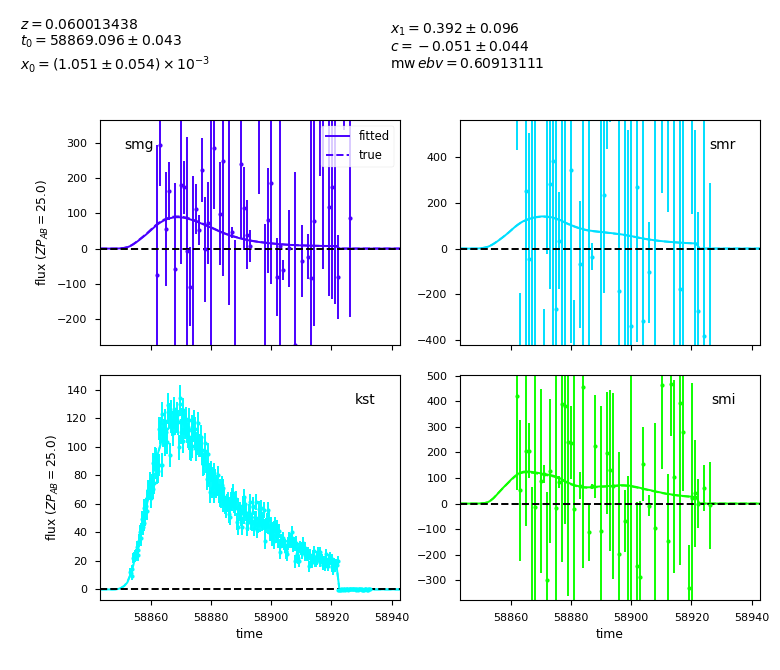 z = 0.060013438
t₀ = 58869.096 ± 0.043
x₀ = (1.051 ± 0.054) × 10⁻³
x₁ = 0.392 ± 0.096
c = −0.051 ± 0.044
mw ebv = 0.60913111
smg
fitted
true
300
200
100
0
−100
−200
flux (ZP_AB = 25.0)
smr
400
200
0
−200
−400
kst
140
120
100
80
60
40
20
0
flux (ZP_AB = 25.0)
58860
58880
58900
58920
58940
time
smi
500
400
300
200
100
0
−100
−200
−300
58860
58880
58900
58920
58940
time